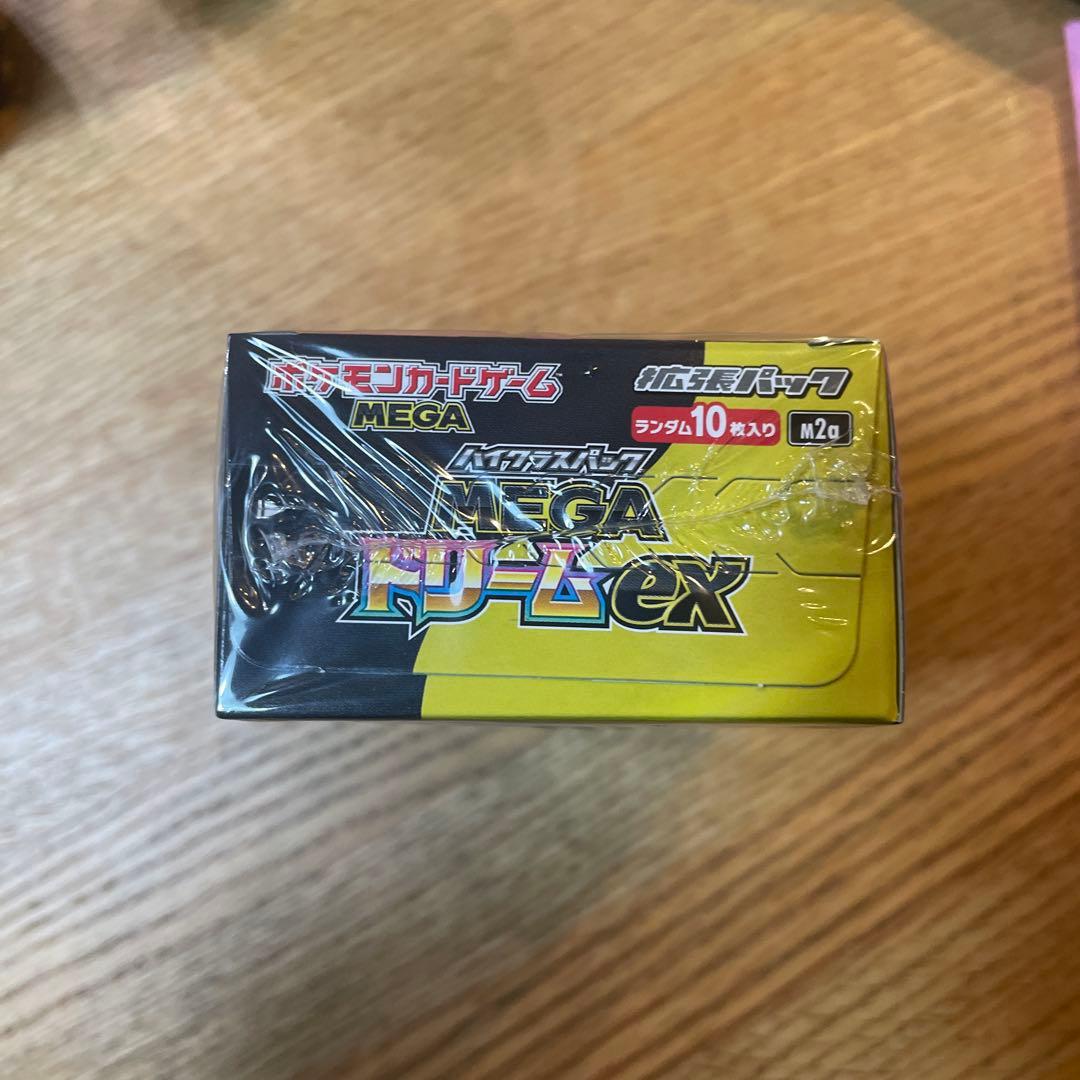 ポケモンカードゲーム
MEGA
拡張パック
ランダム10枚入り M2a
ハイクラスパック
MEGA
ドリームex